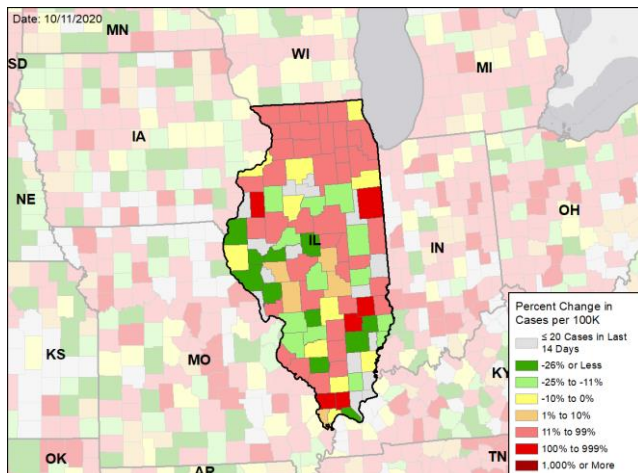 Date: 10/11/2020
MN
SD
WI
MI
IA
NE
IL
IN
OH
KS
MO
KY
OK
AR
TN
Percent Change in
Cases per 100K
≤ 20 Cases in Last
14 Days
-26% or Less
-25% to -11%
-10% to 0%
1% to 10%
11% to 99%
100% to 999%
1,000% or More